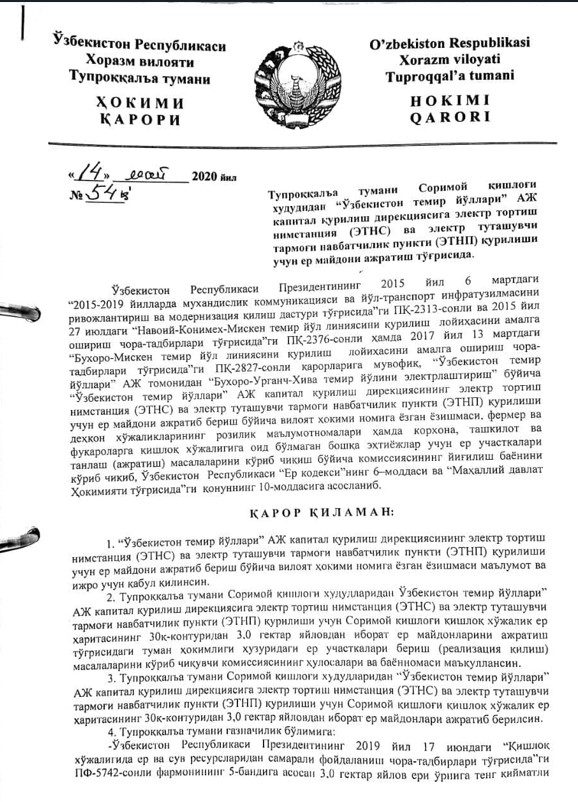 Ўзбекистон Республикаси
Хоразм вилояти
Тупроққалъа тумани
ҲОКИМИ
ҚАРОРИ
O'zbekiston Respublikasi
Xorazm viloyati
Tuproqqal'a tumani
HOKIMI
QARORI
«14» май 2020 йил
№ 54 қ
Тупроққалъа тумани Соримой қишлоғи
худудидан “Ўзбекистон темир йўллари” АЖ
капитал қурилиш дирекциясига электр тортиш
нимстанция (ЭТНС) ва электр туташувчи
тармоғи навбатчилик пункти (ЭТНП) қурилиши
учун ер майдони ажратиш тўғрисида.
Ўзбекистон Республикаси Президентининг 2015 йил 6 мартдаги
“2015-2019 йилларда мухандислик коммуникацияси ва йўл-транспорт инфратузилмасини
ривожлантириш ва модернизация қилиш дастури тўғрисида”ги ПҚ-2313-сонли ва 2015 йил
27 июлдаги “Навоий-Конимех-Мискен темир йўл линиясини қурилиш лойиҳасини амалга
ошириш чора-тадбирлари тўғрисида”ги ПҚ-2376-сонли ҳамда 2017 йил 13 мартдаги
“Бухоро-Мискен темир йўл линиясини қурилиш лойиҳасини амалга ошириш чора-
тадбирлари тўғрисида”ги ПҚ-2827-сонли қарорларига мувофиқ, “Ўзбекистон темир
йўллари” АЖ томонидан “Бухоро-Урганч-Хива темир йўлини электрлаштириш” бўйича
“Ўзбекистон темир йўллари” АЖ капитал қурилиш дирекциясининг электр тортиш
нимстанция (ЭТНС) ва электр туташувчи тармоғи навбатчилик пункти (ЭТНП) қурилиши
учун ер майдони ажратиб бериш бўйича вилоят ҳокими номига ёзган ёзишмаси, фермер ва
деҳқон хўжаликларининг розилик маълумотномалари ҳамда корхона, ташкилот ва
фукароларга қишлоқ хўжалигига оид бўлмаган бошка эҳтиёжлар учун ер участкалари
танлаш (ажратиш) масалаларини кўриб чиқиш бўйича комиссиясининг йиғилиш баёнини
кўриб чиқиб, Ўзбекистон Республикаси “Ер кодекси”нинг 6–моддаси ва “Маҳаллий давлат
Ҳокимияти тўғрисида”ги қонуннинг 10-моддасига асосланиб.
ҚАРОР ҚИЛАМАН:
1. “Ўзбекистон темир йўллари” АЖ капитал қурилиш дирекциясининг электр тортиш
нимстанция (ЭТНС) ва электр туташувчи тармоғи навбатчилик пункти (ЭТНП) қурилиши
учун ер майдони ажратиб бериш бўйича вилоят ҳокими номига ёзган ёзишмаси маълумот ва
ижро учун қабул қилинсин.
2. Тупроққалъа тумани Соримой қишлоғи худудларидан Ўзбекистон темир йўллари”
АЖ капитал қурилиш дирекциясига электр тортиш нимстанция (ЭТНС) ва электр туташувчи
тармоғи навбатчилик пункти (ЭТНП) қурилиши учун Соримой қишлоғи қишлоқ хўжалик ер
ҳаритасининг 30қ-контуридан 3.0 гектар яйловдан иборат ер майдонларини ажратиш
тўғрисидаги туман ҳокимлиги ҳузуридаги ер участкалари бериш (реализация қилиш)
масалаларини кўриб чиқувчи комиссиясининг ҳулосалари ва баённомаси маъқуллансин.
3. Тупроққалъа тумани Соримой қишлоғи худудларидан “Ўзбекистон темир йўллари”
АЖ капитал қурилиш дирекциясига электр тортиш нимстанция (ЭТНС) ва электр туташувчи
тармоғи навбатчилик пункти (ЭТНП) қурилиши учун Соримой қишлоғи қишлоқ хўжалик ер
ҳаритасининг 30қ-контуридан 3,0 гектар яйловдан иборат ер майдонлари ажратиб берилсин.
4. Тупроққалъа тумани газначилик бўлимига:
-Ўзбекистон Республикаси Президентининг 2019 йил 17 июндаги “Қишлоқ
хўжалигида ер ва сув ресурсларидан самарали фойдаланиш чора-тадбирлари тўғрисида”ги
ПФ-5742-сонли фармонининг 5-бандига асосан 3.0 гектар яйлов ери ўрнига тенг қийматли